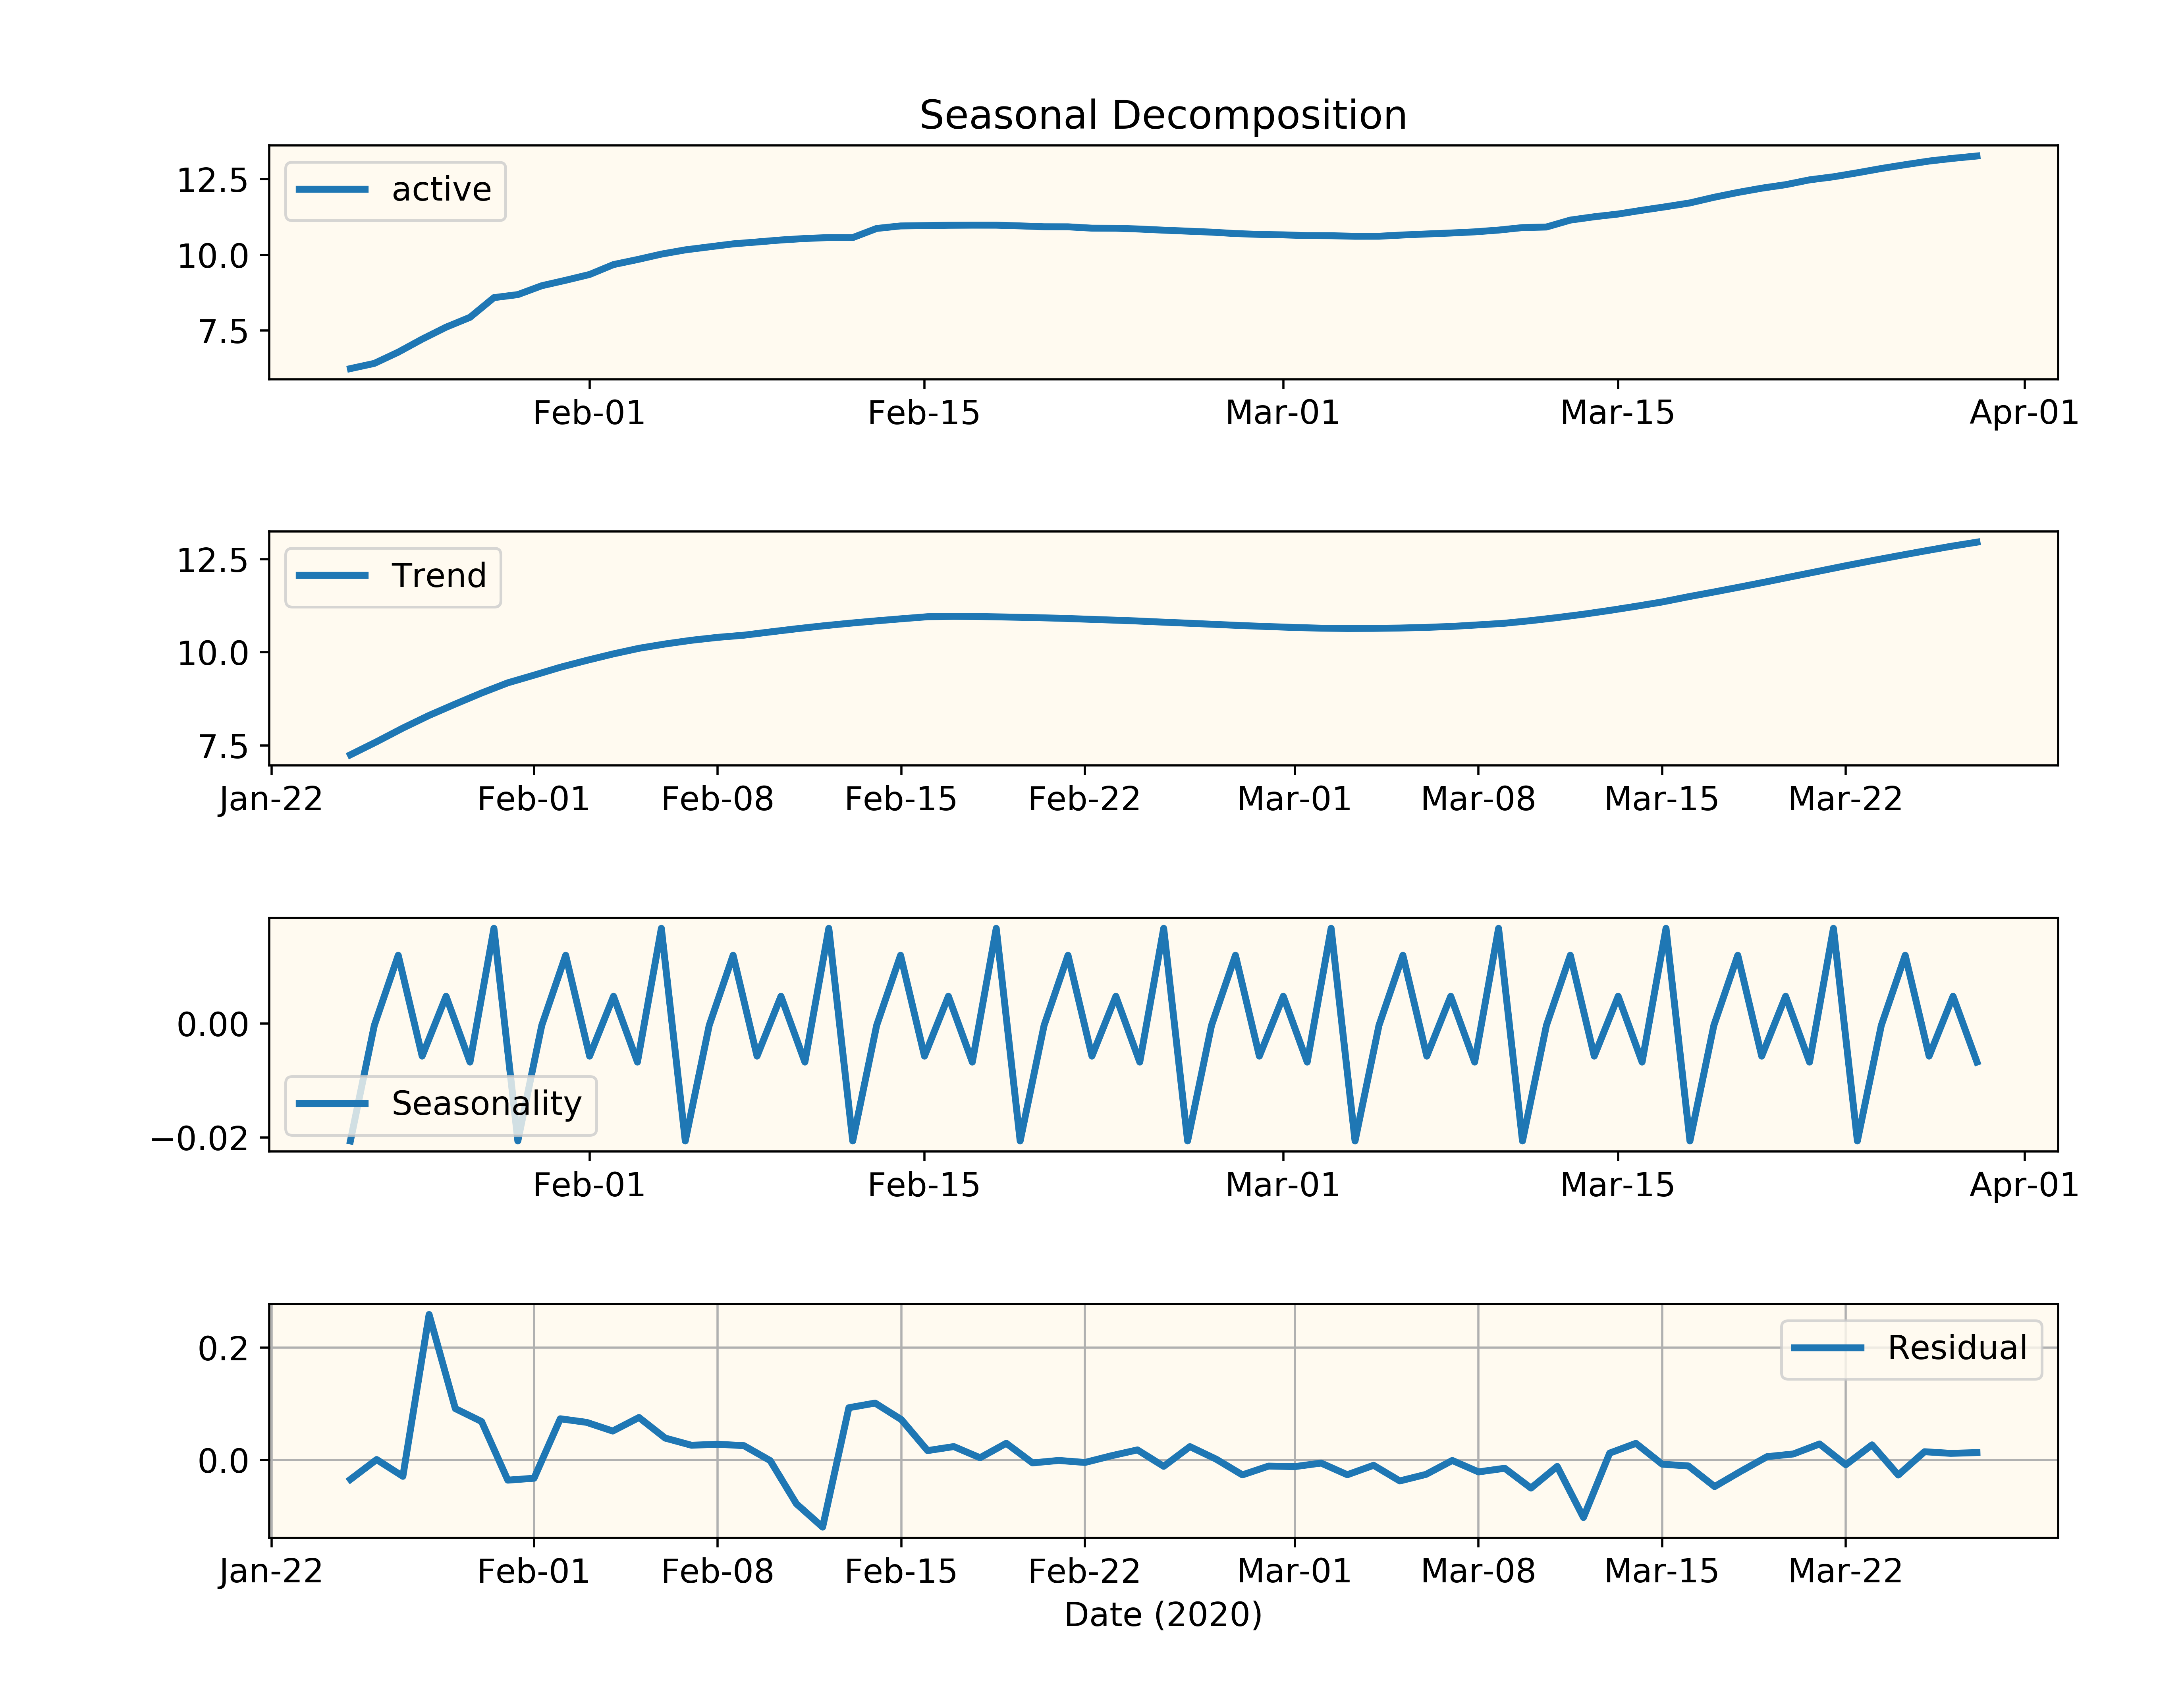 Seasonal Decomposition
12.5
10.0
7.5
active
Feb-01 Feb-15 Mar-01 Mar-15 Apr-01
12.5
10.0
7.5
Trend
Jan-22 Feb-01 Feb-08 Feb-15 Feb-22 Mar-01 Mar-08 Mar-15 Mar-22
0.00
−0.02
Seasonality
Feb-01 Feb-15 Mar-01 Mar-15 Apr-01
0.2
0.0
Residual
Jan-22 Feb-01 Feb-08 Feb-15 Feb-22 Mar-01 Mar-08 Mar-15 Mar-22
Date (2020)